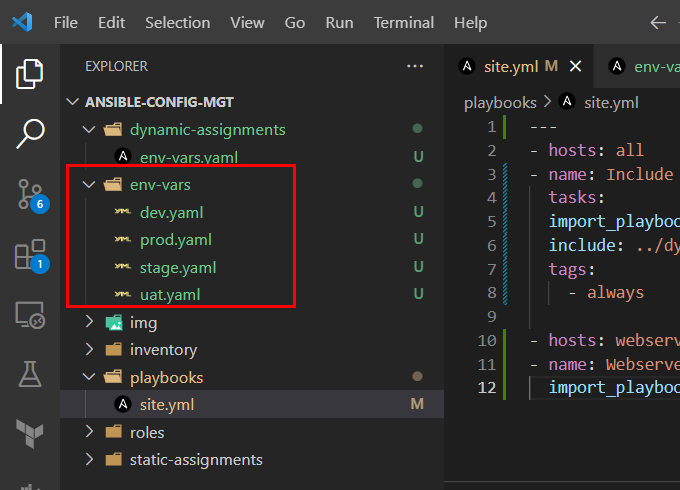 File Edit Selection View Go Run Terminal Help
EXPLORER
ANSIBLE-CONFIG-MGT
dynamic-assignments
env-vars.yaml U
env-vars
dev.yaml U
prod.yaml U
stage.yaml U
uat.yaml U
img
inventory
playbooks
site.yml M
roles
static-assignments
6
1
site.yml M env-va
playbooks > site.yml
1 ---
2 - hosts: all
3 - name: Include
4 tasks:
5 import_playboo
6 include: ../dy
7 tags:
8 - always
9
10 - hosts: webserve
11 - name: Webserve
12 import_playboo